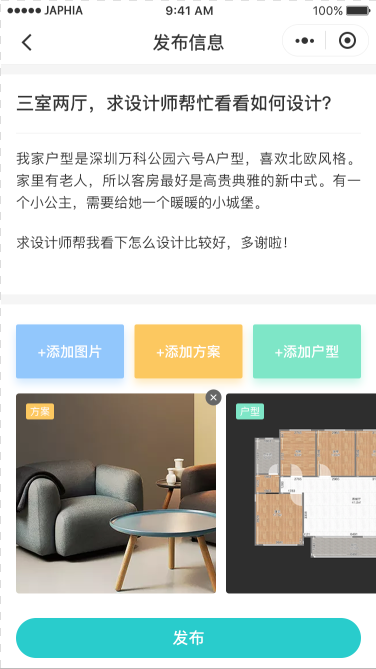 JAPHIA 9:41 AM 100%
发布信息
三室两厅，求设计师帮忙看看如何设计？
我家户型是深圳万科公园六号A户型，喜欢北欧风格。
家里有老人，所以客房最好是高贵典雅的新中式。有一
个小公主，需要给她一个暖暖的小城堡。
求设计师帮我看下怎么设计比较好，多谢啦！
+添加图片 +添加方案 +添加户型
方案 户型
发布